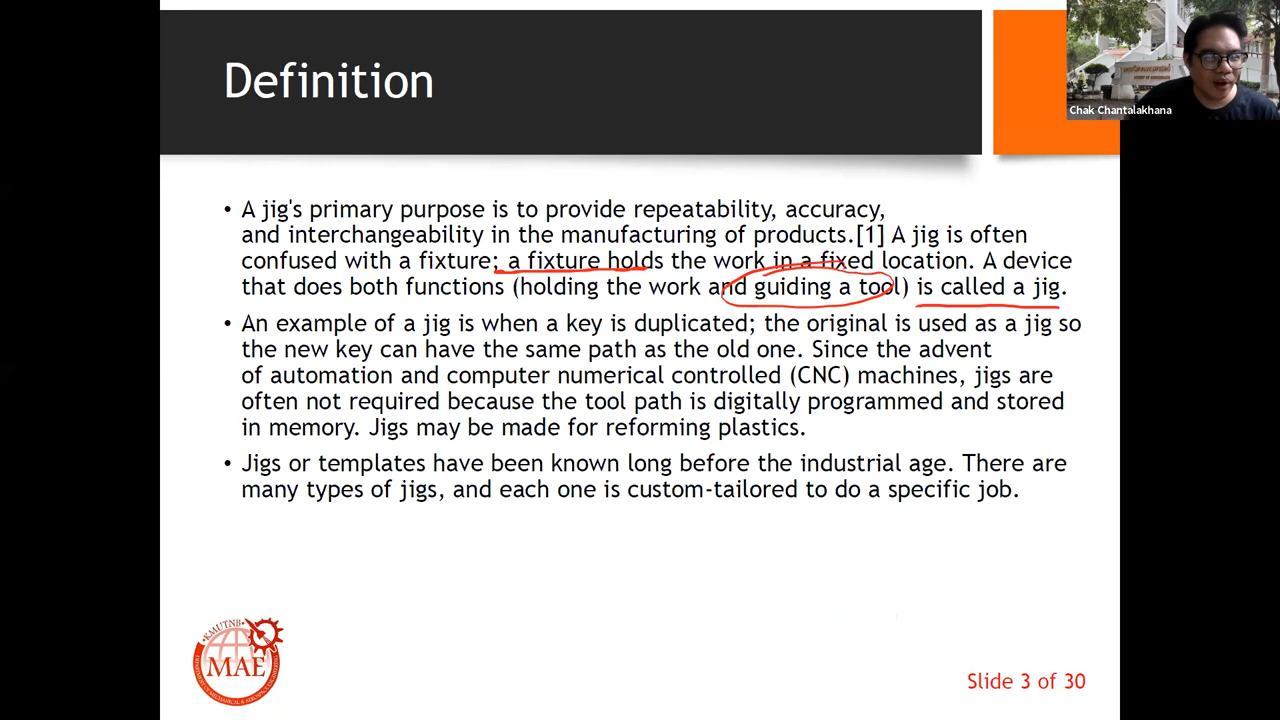 Definition
Chak Chantalakhana
• A jig's primary purpose is to provide repeatability, accuracy,
and interchangeability in the manufacturing of products.[1] A jig is often
confused with a fixture; a fixture holds the work in a fixed location. A device
that does both functions (holding the work and guiding a tool) is called a jig.
• An example of a jig is when a key is duplicated; the original is used as a jig so
the new key can have the same path as the old one. Since the advent
of automation and computer numerical controlled (CNC) machines, jigs are
often not required because the tool path is digitally programmed and stored
in memory. Jigs may be made for reforming plastics.
• Jigs or templates have been known long before the industrial age. There are
many types of jigs, and each one is custom-tailored to do a specific job.
•KMUTNB•
MAE
Slide 3 of 30